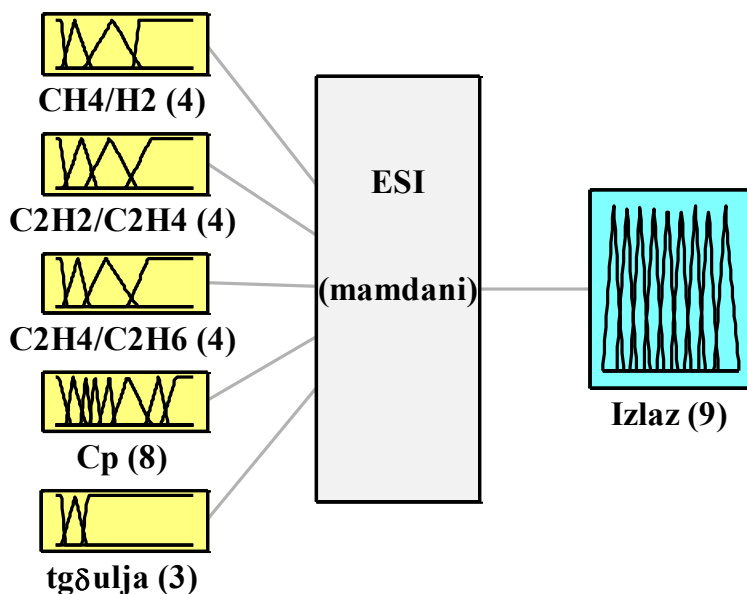 CH4/H2 (4)
C2H2/C2H4 (4)
C2H4/C2H6 (4)
Cp (8)
tgδulja (3)
ESI
(mamdani)
Izlaz (9)